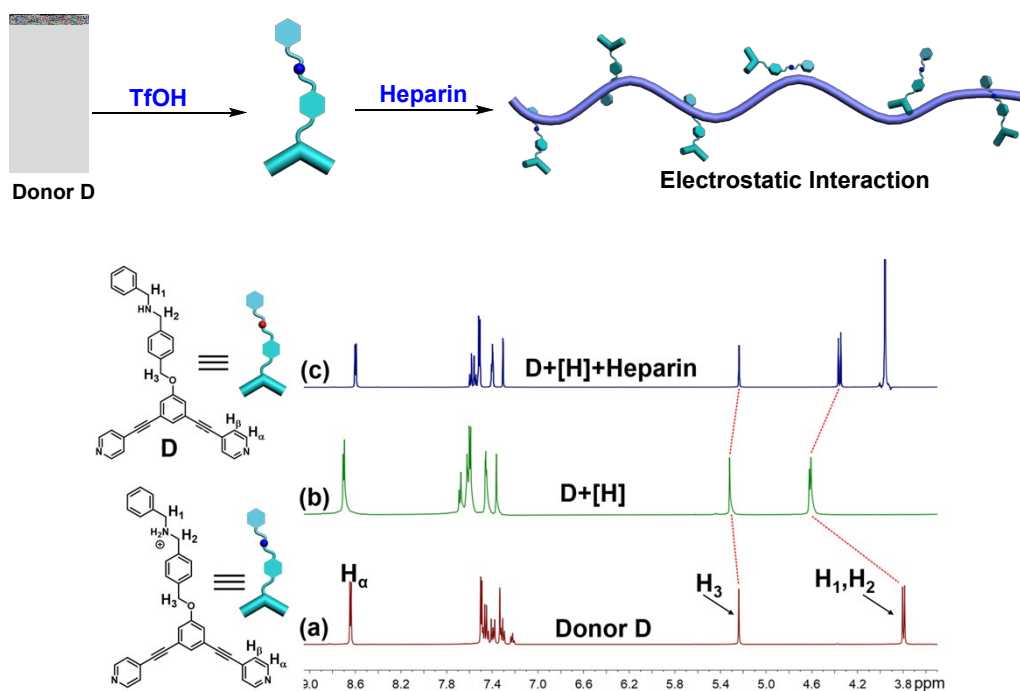 TfOH
Heparin
Donor D
Electrostatic Interaction
H1
HN
H2
H3
O
Hβ
Hα
N
D
N
(c)
D+[H]+Heparin
(b)
D+[H]
H1
H2N
⊕
H2
H3
O
Hβ
Hα
N
N
Hα
H3
H1,H2
(a)
Donor D
9.0 8.6 8.2 7.8 7.4 7.0 6.6 6.2 5.8 5.4 5.0 4.6 4.2 3.8 ppm